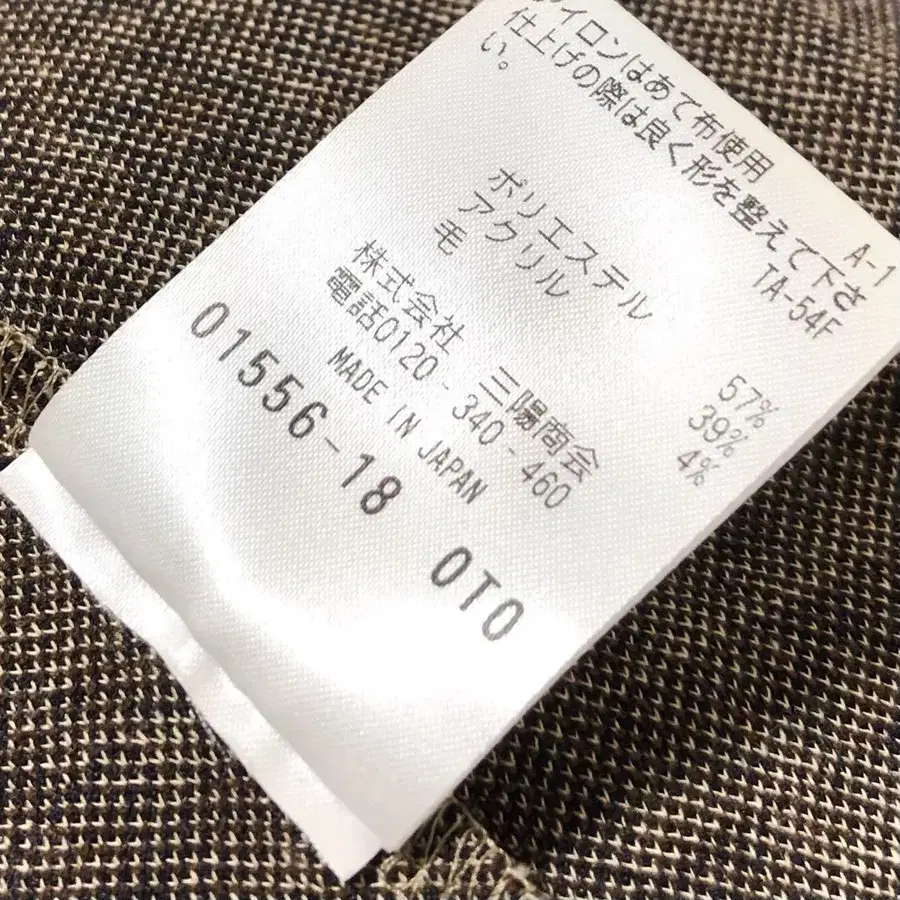 アイロンはあて布使用
仕上げの際は良く形を整えて下さ
い。
A-1
TA-54F
ポリエステル 57%
アクリル 39%
毛 4%
株式会社 三陽商会
電話0120-340-460
MADE IN JAPAN
01556-18 OTO